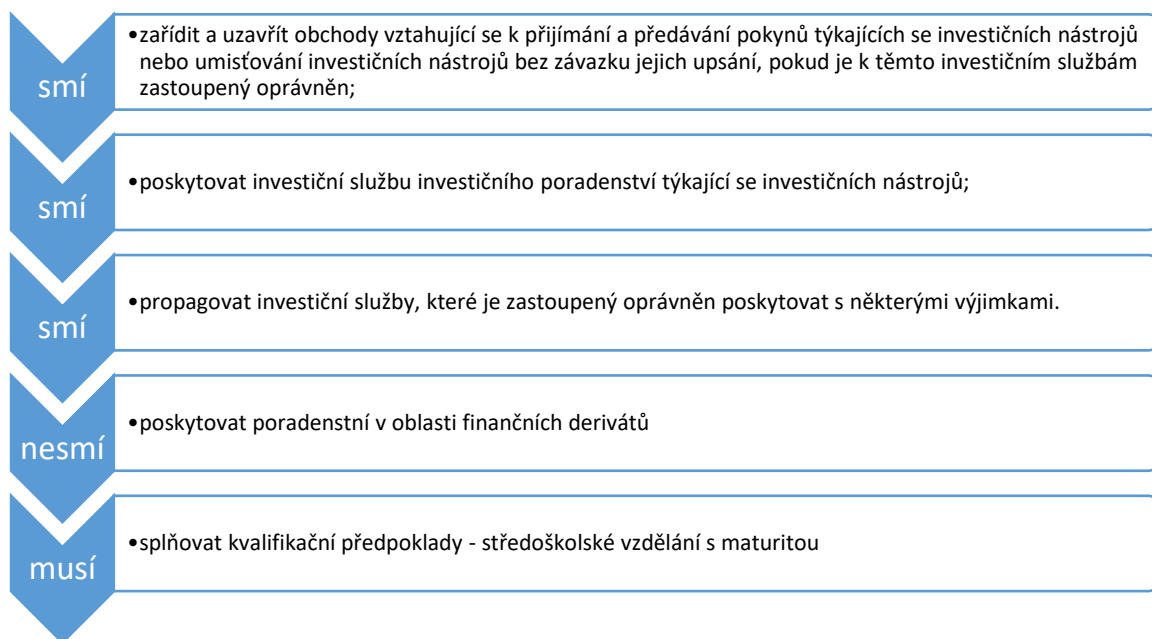 smí
•zařídit a uzavřít obchody vztahující se k přijímání a předávání pokynů týkajících se investičních nástrojů
nebo umisťování investičních nástrojů bez závazku jejich upsání, pokud je k těmto investičním službám
zastoupený oprávněn;
smí
•poskytovat investiční službu investičního poradenství týkající se investičních nástrojů;
smí
•propagovat investiční služby, které je zastoupený oprávněn poskytovat s některými výjimkami.
nesmí
•poskytovat poradenstní v oblasti finančních derivátů
musí
•splňovat kvalifikační předpoklady - středoškolské vzdělání s maturitou